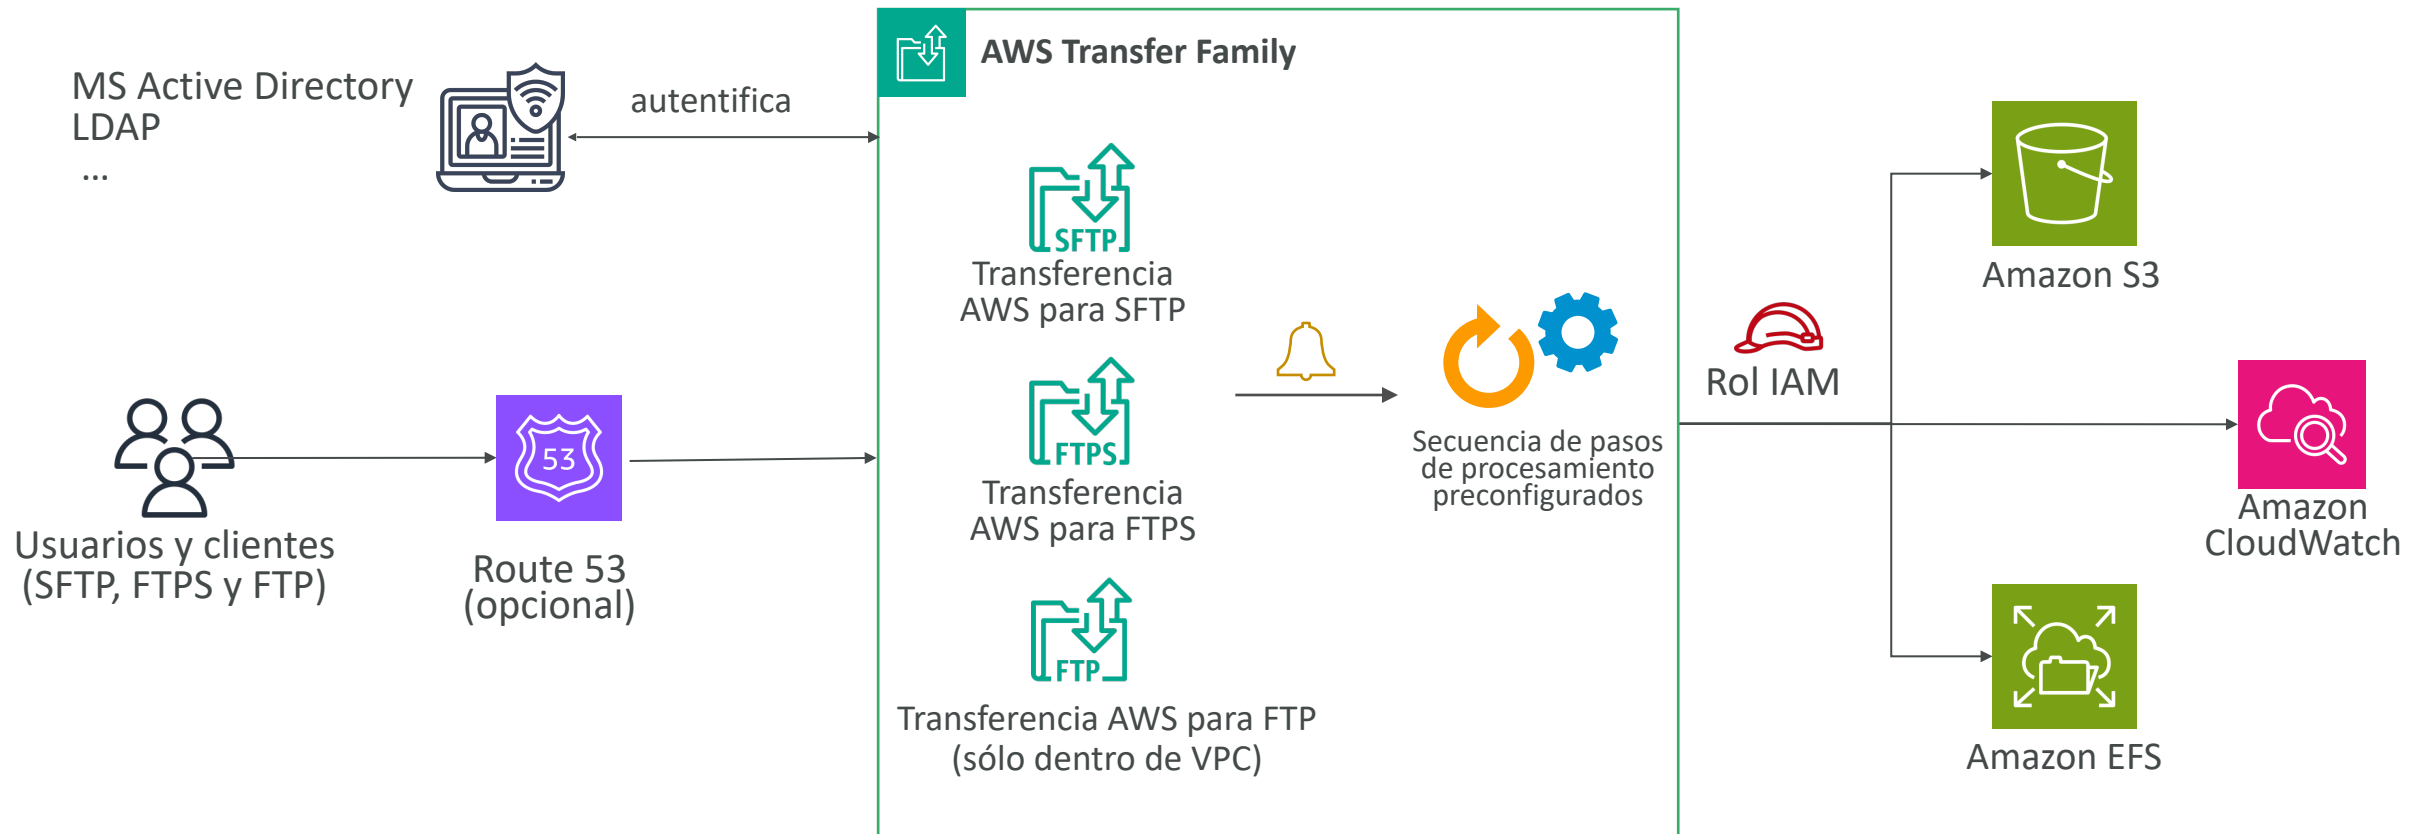 MS Active Directory
LDAP
...
autentifica
AWS Transfer Family
SFTP
Transferencia
AWS para SFTP
FTPS
Transferencia
AWS para FTPS
FTP
Transferencia AWS para FTP
(sólo dentro de VPC)
Usuarios y clientes
(SFTP, FTPS y FTP)
53
Route 53
(opcional)
Secuencia de pasos
de procesamiento
preconfigurados
Rol IAM
Amazon S3
Amazon
CloudWatch
Amazon EFS